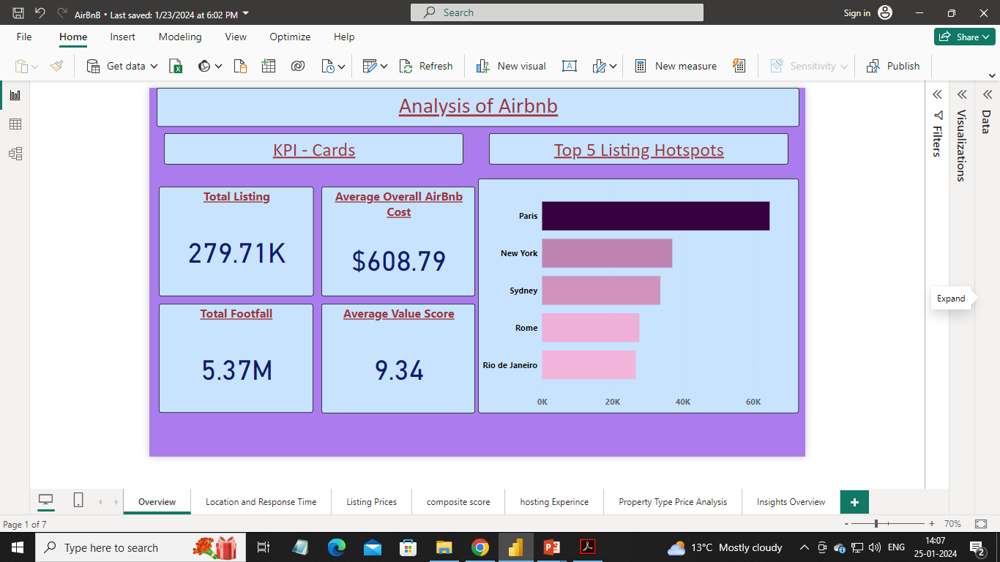 AirBnB • Last saved: 1/23/2024 at 6:02 PM
Search
Sign in
File Home Insert Modeling View Optimize Help
Share
Get data
Refresh
New visual
New measure
Sensitivity
Publish
Analysis of Airbnb
KPI - Cards
Top 5 Listing Hotspots
Total Listing
279.71K
Average Overall AirBnb
Cost
$608.79
Total Footfall
5.37M
Average Value Score
9.34
Paris
New York
Sydney
Rome
Rio de Janeiro
0K 20K 40K 60K
Filters
Visualizations
Data
Expand
Overview Location and Response Time Listing Prices composite score hosting Experince Property Type Price Analysis Insights Overview
Page 1 of 7
- + 70%
Type here to search
13°C Mostly cloudy
ENG
14:07
25-01-2024
2